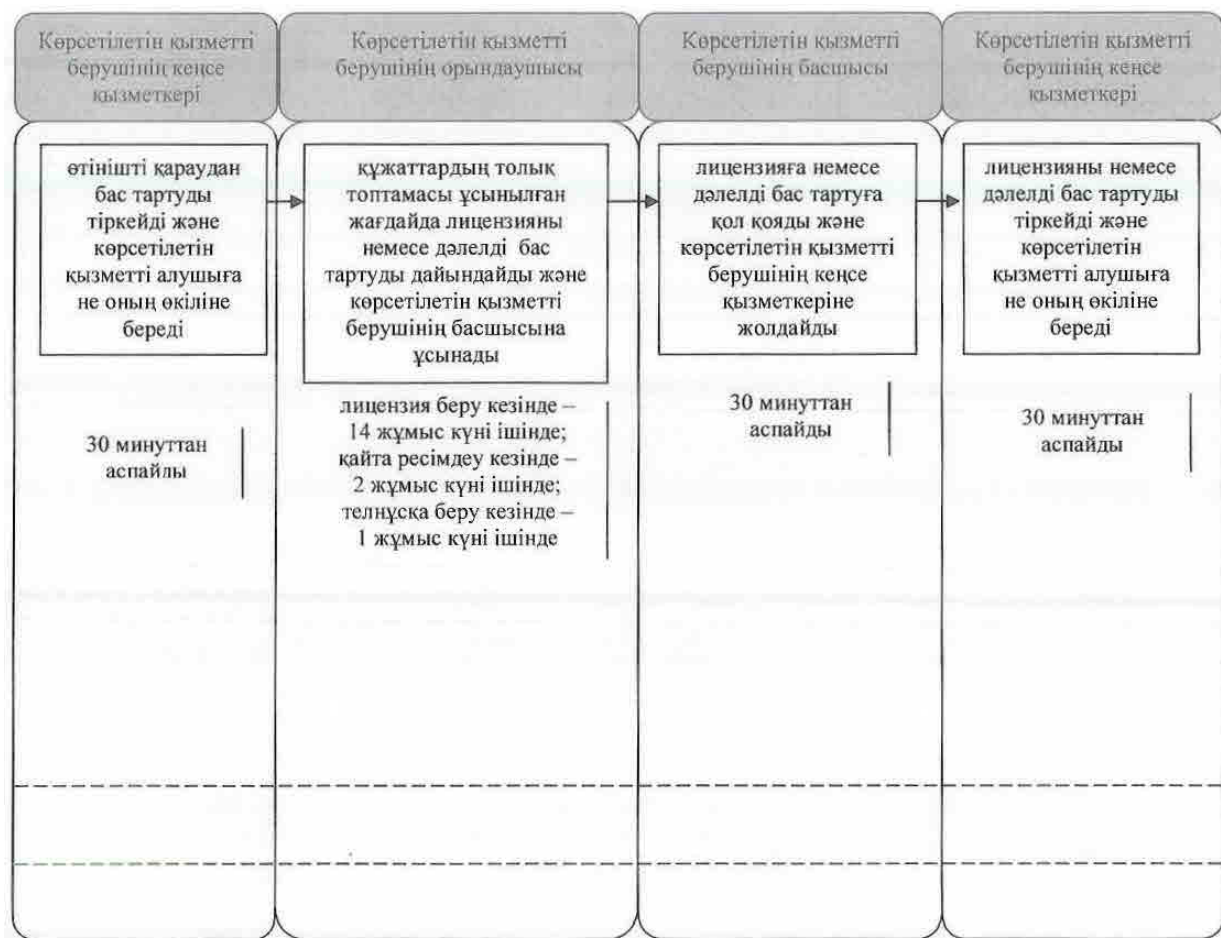 Көрсетілетін қызметті
берушінің кеңсе
қызметкері
Көрсетілетін қызметті
берушінің орындаушысы
Көрсетілетін қызметті
берушінің басшысы
Көрсетілетін қызметті
берушінің кеңсе
қызметкері
өтінішті қараудан
бас тартуды
тіркейді және
көрсетілетін
қызметті алушыға
не оның өкіліне
береді
30 минуттан
аспайды
құжаттардың толық
топтамасы ұсынылған
жағдайда лицензияны
немесе дәлелді бас
тартуды дайындайды және
көрсетілетін қызметті
берушінің басшысына
ұсынады
лицензия беру кезінде –
14 жұмыс күні ішінде;
қайта ресімдеу кезінде –
2 жұмыс күні ішінде;
телнұсқа беру кезінде –
1 жұмыс күні ішінде
лицензияға немесе
дәлелді бас тартуға
қол қояды және
көрсетілетін қызметті
берушінің кеңсе
қызметкеріне
жолдайды
30 минуттан
аспайды
лицензияны немесе
дәлелді бас тартуды
тіркейді және
көрсетілетін
қызметті алушыға
не оның өкіліне
береді
30 минуттан
аспайды